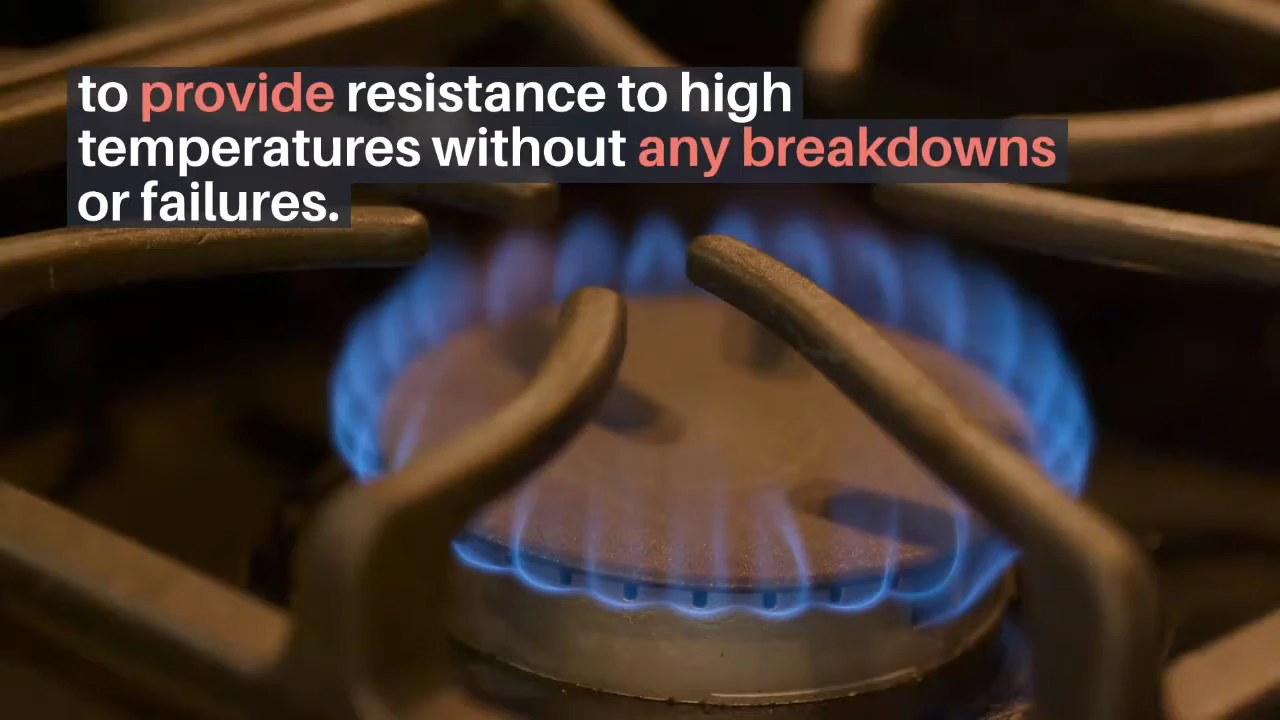 to provide resistance to high
temperatures without any breakdowns
or failures.